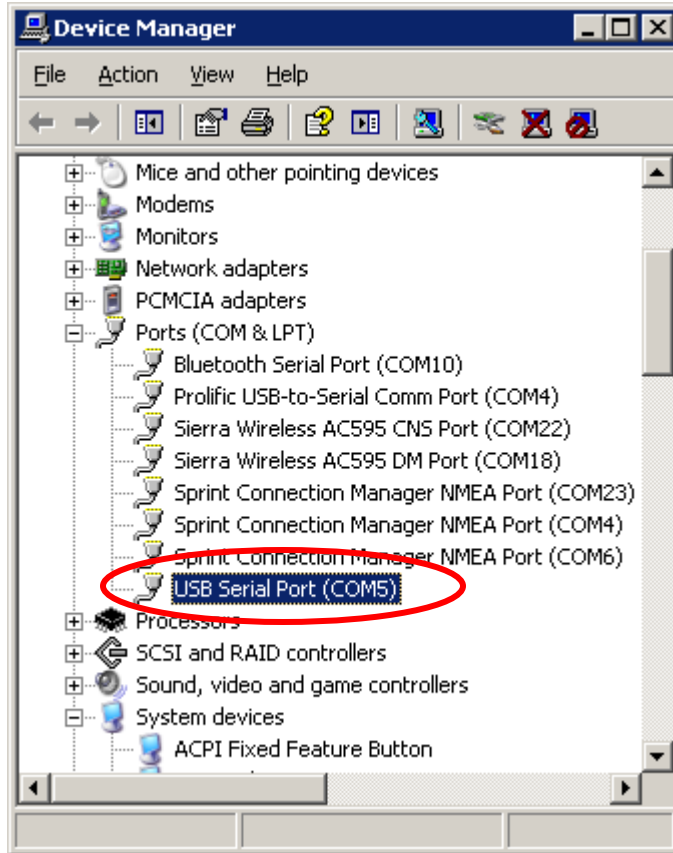 Device Manager
File Action View Help
Mice and other pointing devices
Modems
Monitors
Network adapters
PCMCIA adapters
Ports (COM & LPT)
Bluetooth Serial Port (COM10)
Prolific USB-to-Serial Comm Port (COM4)
Sierra Wireless AC595 CNS Port (COM22)
Sierra Wireless AC595 DM Port (COM18)
Sprint Connection Manager NMEA Port (COM23)
Sprint Connection Manager NMEA Port (COM4)
Sprint Connection Manager NMEA Port (COM6)
USB Serial Port (COM5)
Processors
SCSI and RAID controllers
Sound, video and game controllers
System devices
ACPI Fixed Feature Button